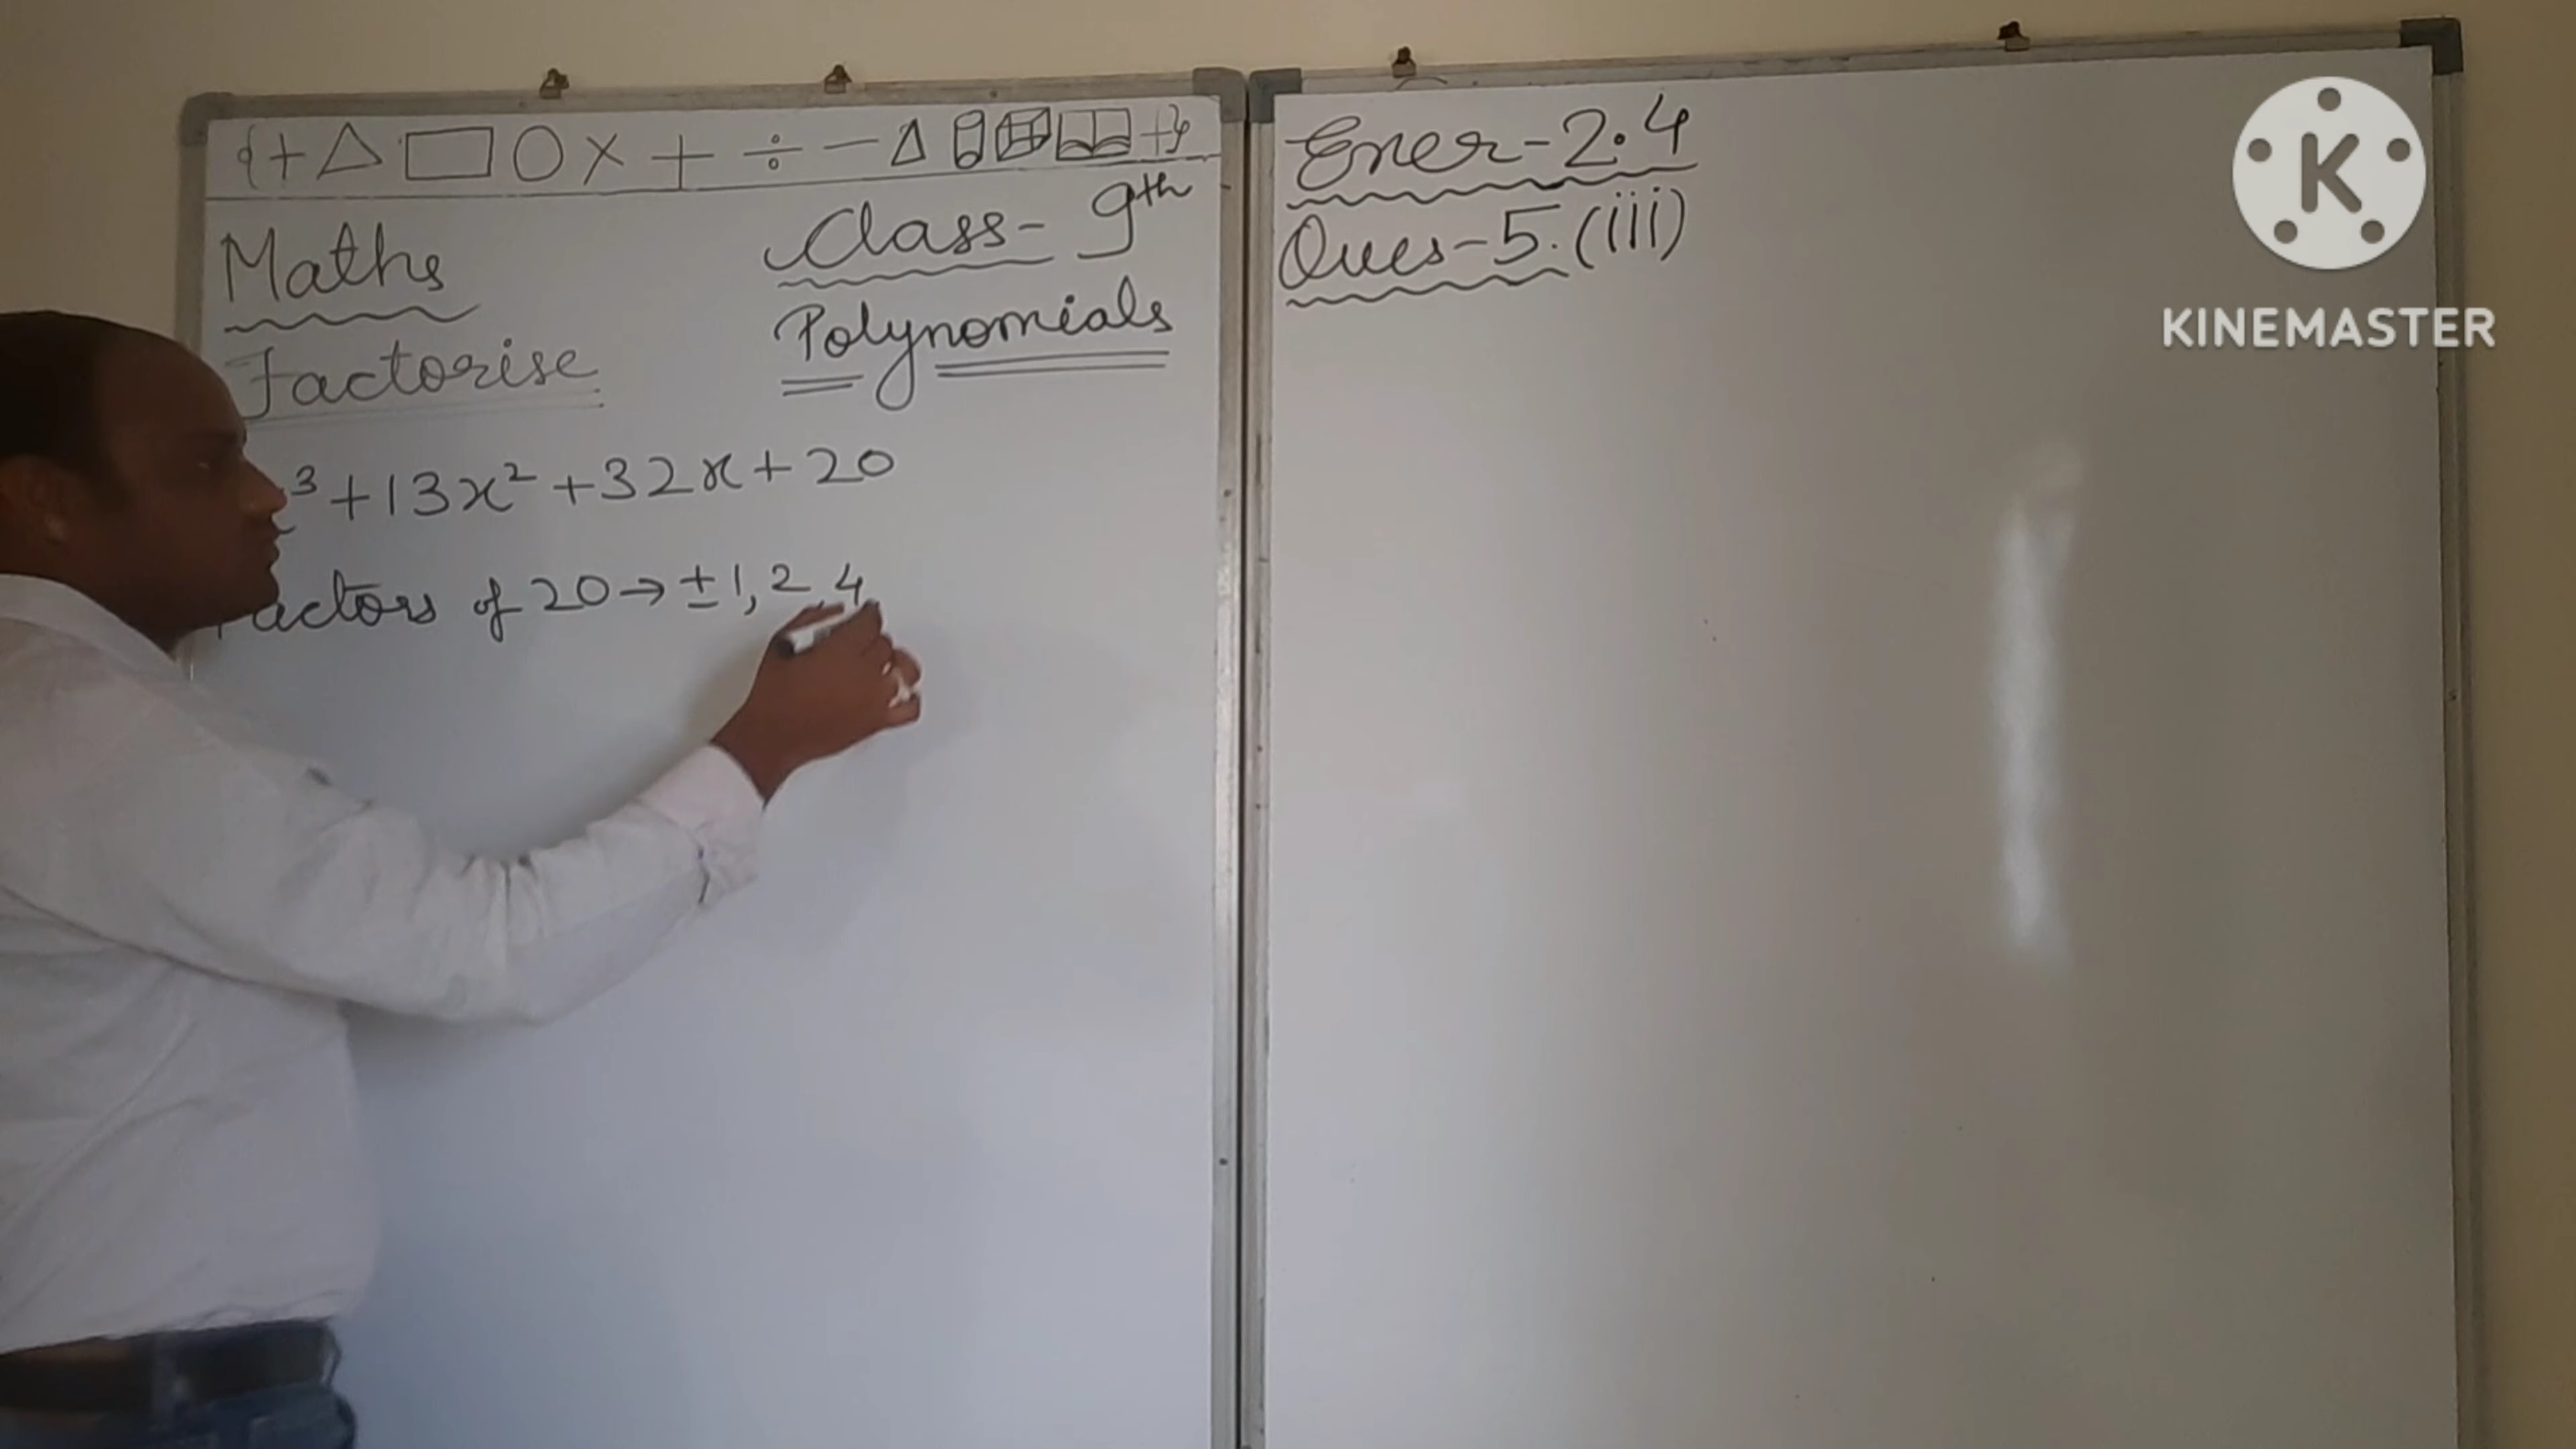 {+ △ ▭ ○ × + ÷ − △ +}
Maths
Class- 9th
Factorise
Polynomials
x³+13x²+32x+20
Factors of 20→±1,2,4,
Exer-2.4
Ques-5.(iii)
K
KINEMASTER